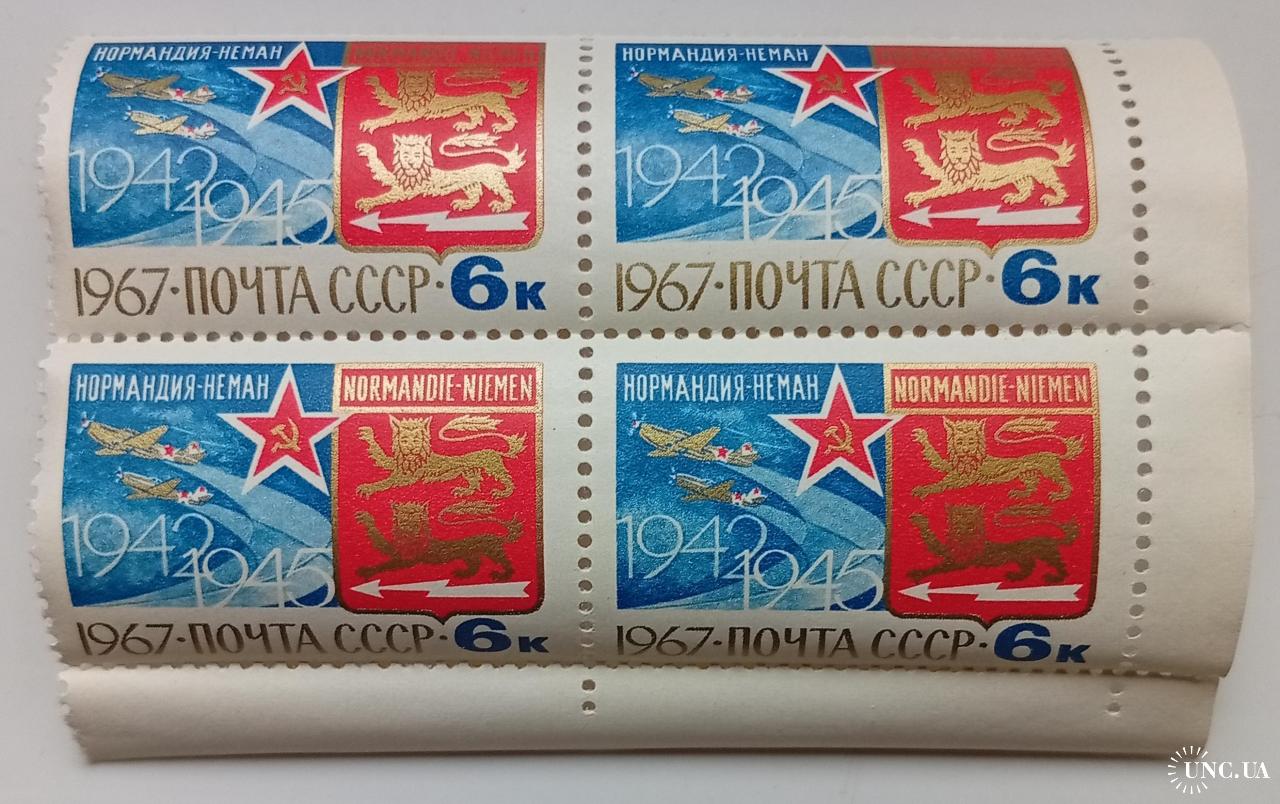 НОРМАНДИЯ-НЕМАН NORMANDIE-NIEMEN
1942
1945
1967·ПОЧТА СССР·6к
НОРМАНДИЯ-НЕМАН
1942
1945
1967·ПОЧТА СССР·6к
НОРМАНДИЯ-НЕМАН NORMANDIE-NIEMEN
1942
1945
1967·ПОЧТА СССР·6к
НОРМАНДИЯ-НЕМАН NORMANDIE-NIEMEN
1942
1945
1967·ПОЧТА СССР·6к
UNC.UA